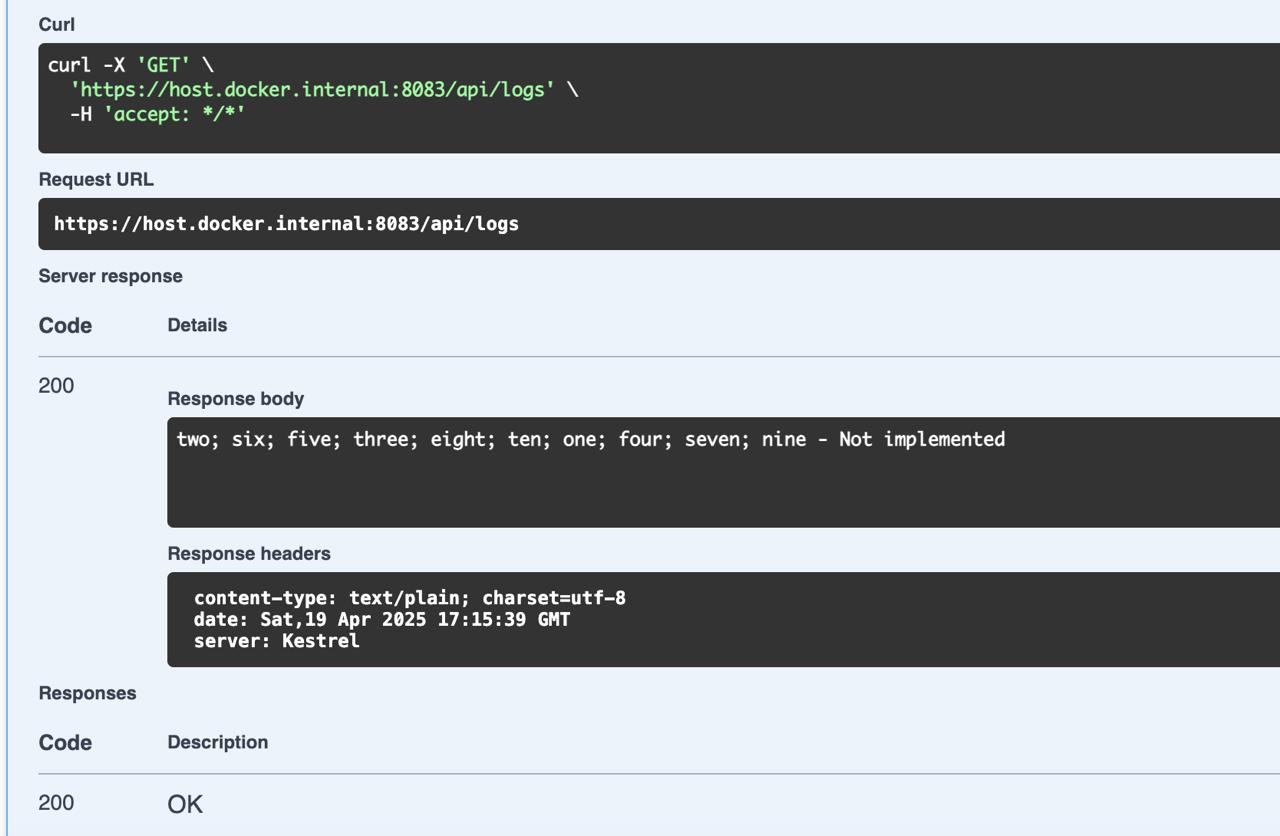 Curl
curl -X 'GET' \
  'https://host.docker.internal:8083/api/logs' \
  -H 'accept: */*'
Request URL
https://host.docker.internal:8083/api/logs
Server response
Code Details
200
Response body
two; six; five; three; eight; ten; one; four; seven; nine - Not implemented
Response headers
content-type: text/plain; charset=utf-8
date: Sat,19 Apr 2025 17:15:39 GMT
server: Kestrel
Responses
Code Description
200 OK